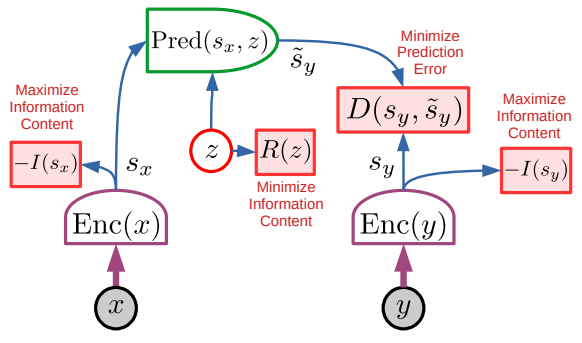 Pred(s_x, z)
s̃_y
Minimize
Prediction
Error
Maximize
Information
Content
D(s_y, s̃_y)
Maximize
Information
Content
−I(s_x)
s_x
z
R(z)
s_y
−I(s_y)
Minimize
Information
Content
Enc(x)
Enc(y)
x
y